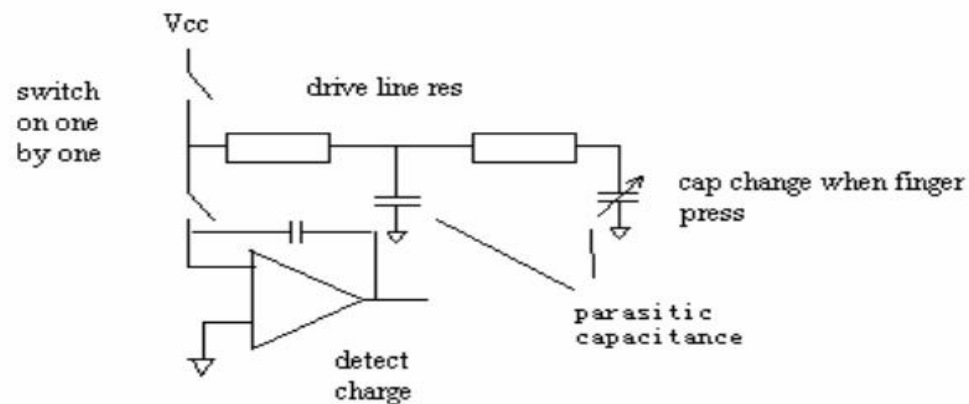 Vcc
switch
on one
by one
drive line res
cap change when finger
press
parasitic
capacitance
detect
charge